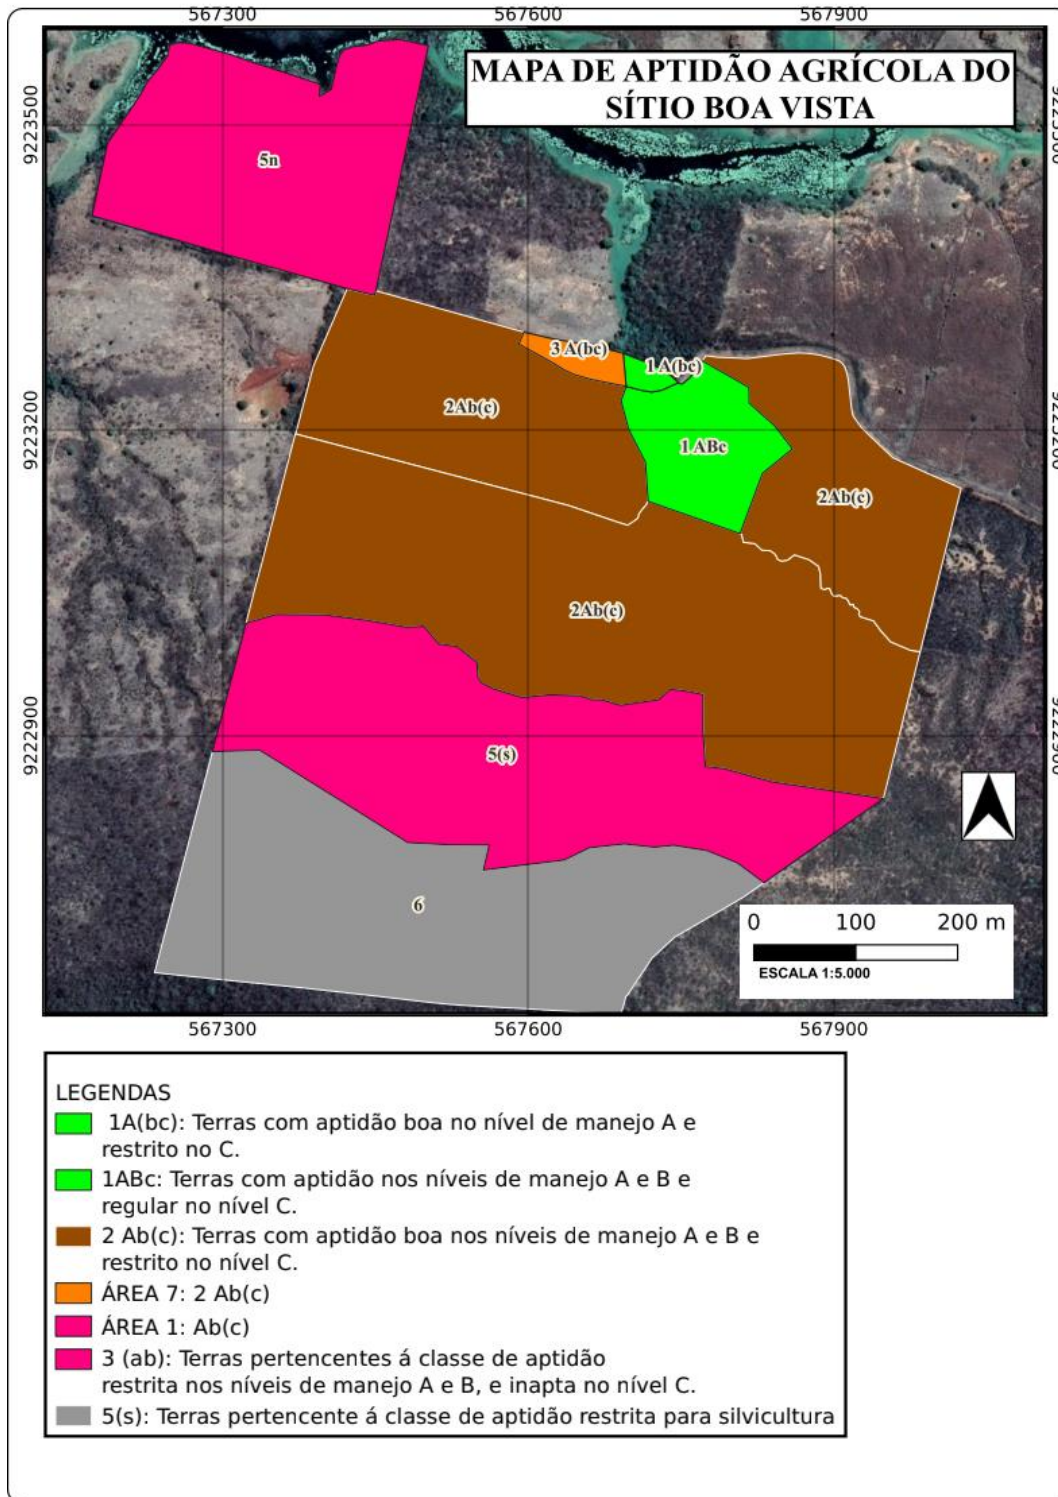 567300 567600 567900
MAPA DE APTIDÃO AGRÍCOLA DO
SÍTIO BOA VISTA
9223500
9223500
5n
3 A(bc)
1 A(bc)
2Ab(c)
9223200
9223200
1 ABc
2Ab(c)
2Ab(c)
9222900
9222900
5(s)
6
0 100 200 m
ESCALA 1:5.000
567300 567600 567900
LEGENDAS
1A(bc): Terras com aptidão boa no nível de manejo A e
restrito no C.
1ABc: Terras com aptidão nos níveis de manejo A e B e
regular no nível C.
2 Ab(c): Terras com aptidão boa nos níveis de manejo A e B e
restrito no nível C.
ÁREA 7: 2 Ab(c)
ÁREA 1: Ab(c)
3 (ab): Terras pertencentes á classe de aptidão
restrita nos níveis de manejo A e B, e inapta no nível C.
5(s): Terras pertencente á classe de aptidão restrita para silvicultura